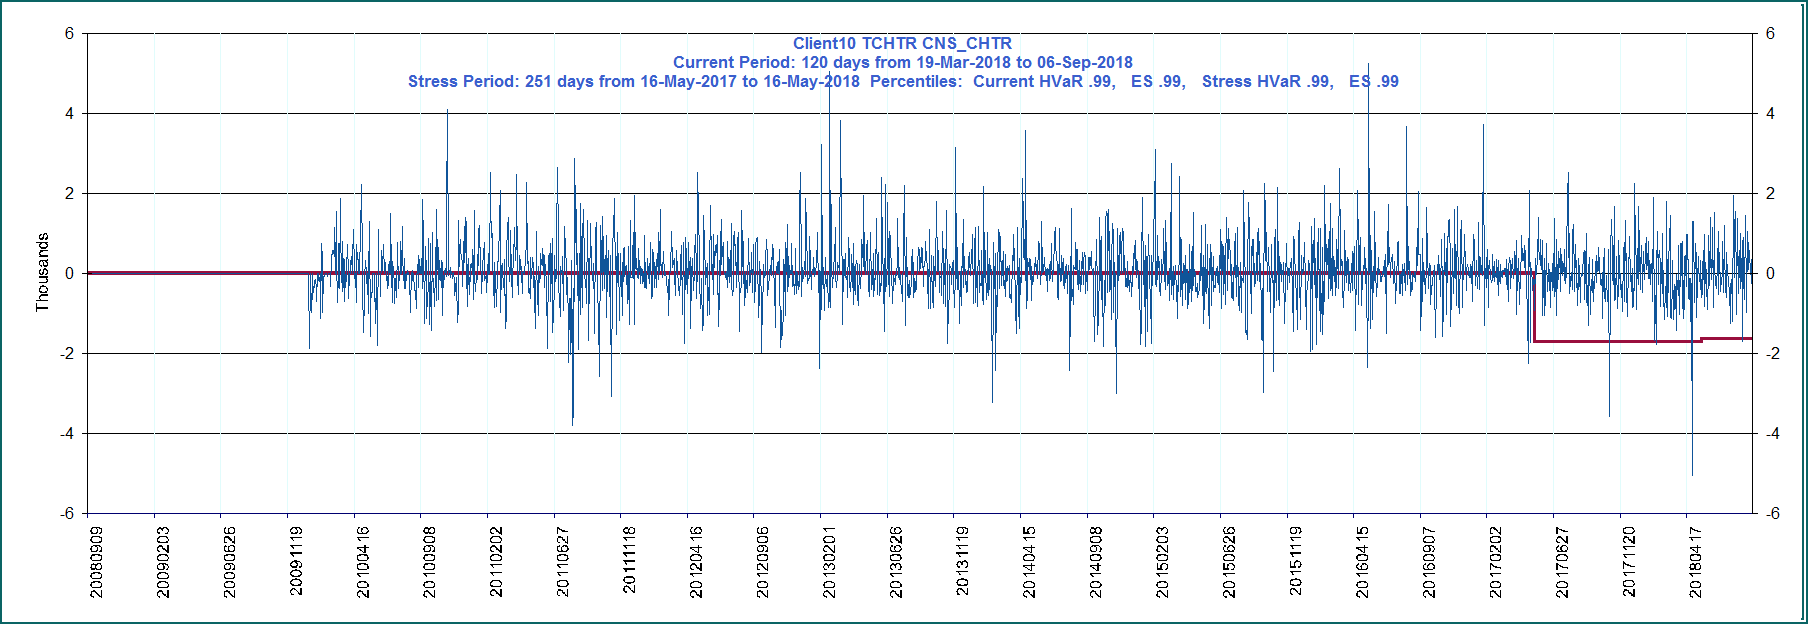 Client10 TCHTR CNS_CHTR
Current Period: 120 days from 19-Mar-2018 to 06-Sep-2018
Stress Period: 251 days from 16-May-2017 to 16-May-2018 Percentiles: Current HVaR .99, ES .99, Stress HVaR .99, ES .99
6 6
4 4
2 2
0 0
-2 -2
-4 -4
-6 -6
Thousands
20080909 20090203 20090626 20091119 20100416 20100908 20110202 20110627 20111118 20120416 20120906 20130201 20130626 20131119 20140415 20140908 20150203 20150626 20151119 20160415 20160907 20170202 20170627 20171120 20180417